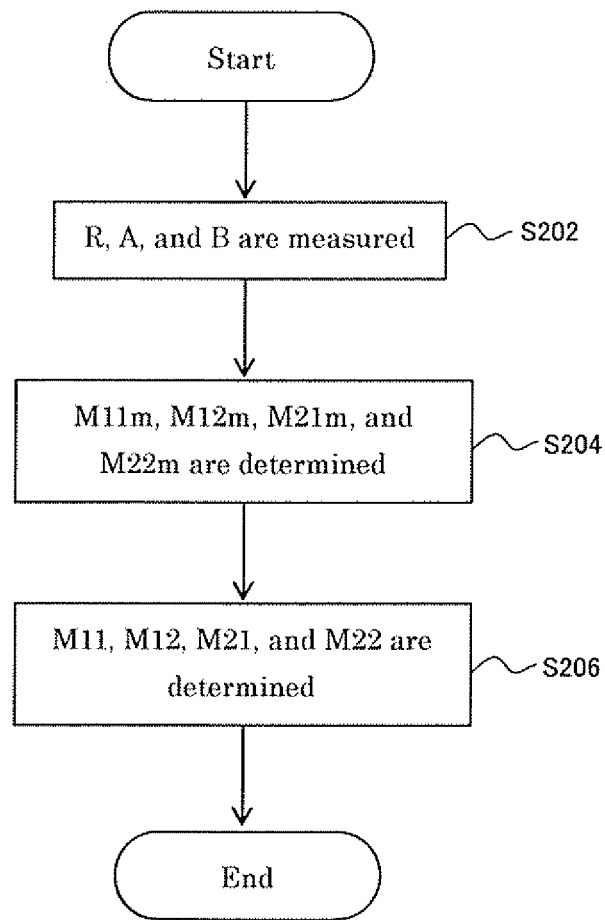 Start
R, A, and B are measured
S202
M11m, M12m, M21m, and
M22m are determined
S204
M11, M12, M21, and M22 are
determined
S206
End